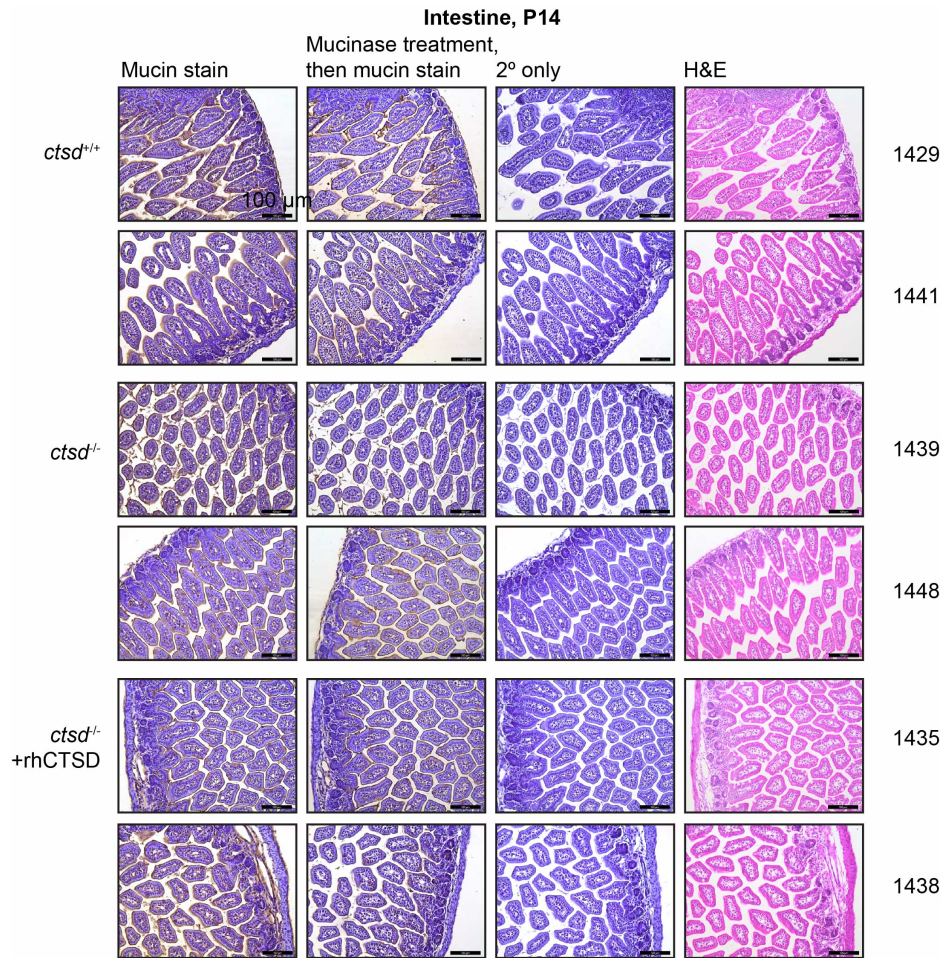 Intestine, P14
Mucin stain
Mucinase treatment,
then mucin stain
2º only
H&E
ctsd+/+
100 µm
1429
1441
ctsd-/-
1439
1448
ctsd-/-
+rhCTSD
1435
1438